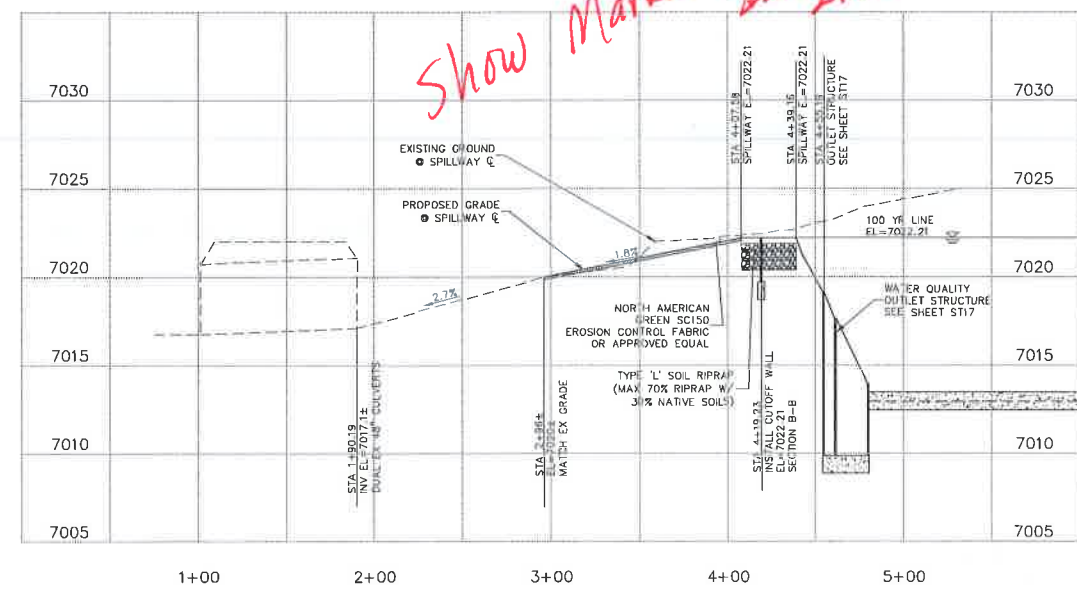 Show
7030
7025
7020
7015
7010
7005
EXISTING GROUND
@ SPILLWAY ℄
PROPOSED GRADE
@ SPILLWAY ℄
2.7%
1.8%
STA 4+07.58
SPILLWAY EL=7022.21
STA 4+39.16
SPILLWAY EL=7022.21
OUTLET STRUCTURE
SEE SHEET ST17
100 YR LINE
EL=7022.21
NORTH AMERICAN
GREEN SC150
EROSION CONTROL FABRIC
OR APPROVED EQUAL
WATER QUALITY
OUTLET STRUCTURE
SEE SHEET ST17
TYPE 'L' SOIL RIPRAP
(MAX 70% RIPRAP W/
30% NATIVE SOILS)
STA 1+90.19
INV EL=7017.1±
DUAL EX 48" CULVERTS
STA 2+96±
EL=7020±
MATCH EX GRADE
STA 4+19.23
INSTALL CUTOFF WALL
EL=7022.21
SECTION B-B
7030
7025
7020
7015
7010
7005
1+00
2+00
3+00
4+00
5+00